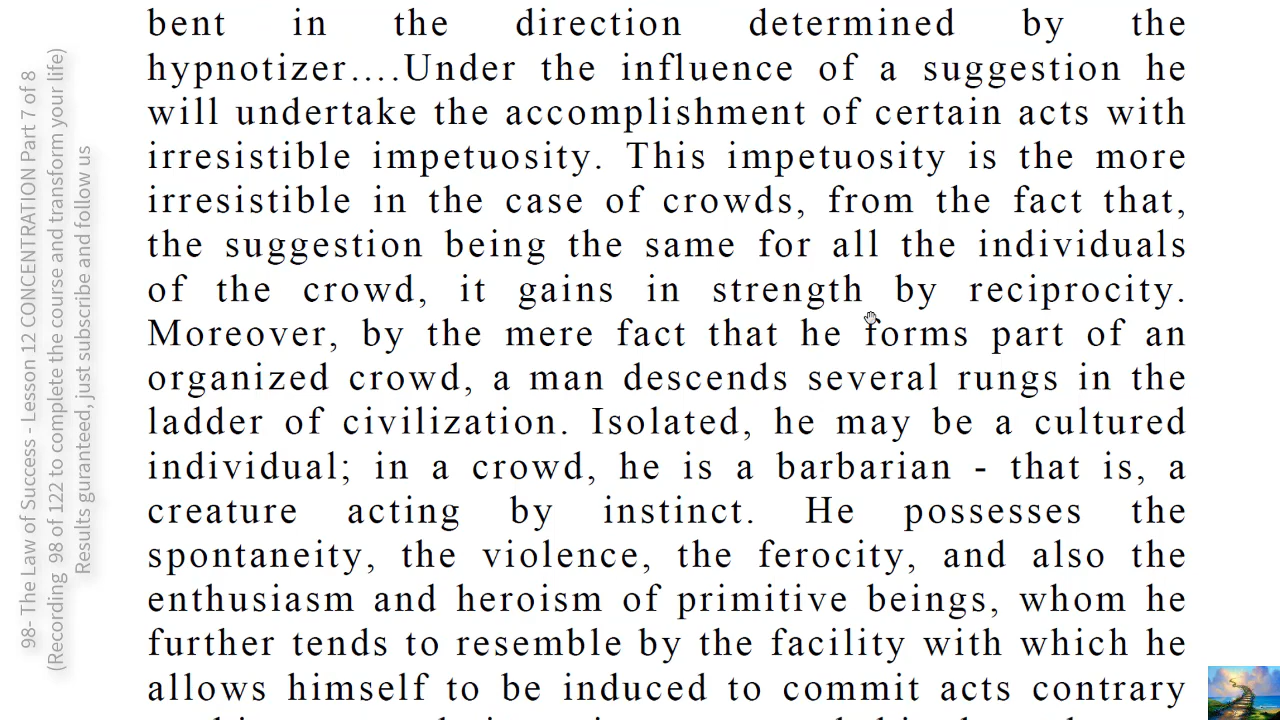 bent in the direction determined by the
hypnotizer....Under the influence of a suggestion he
will undertake the accomplishment of certain acts with
irresistible impetuosity. This impetuosity is the more
irresistible in the case of crowds, from the fact that,
the suggestion being the same for all the individuals
of the crowd, it gains in strength by reciprocity.
Moreover, by the mere fact that he forms part of an
organized crowd, a man descends several rungs in the
ladder of civilization. Isolated, he may be a cultured
individual; in a crowd, he is a barbarian - that is, a
creature acting by instinct. He possesses the
spontaneity, the violence, the ferocity, and also the
enthusiasm and heroism of primitive beings, whom he
further tends to resemble by the facility with which he
allows himself to be induced to commit acts contrary
98- The Law of Success - Lesson 12 CONCENTRATION Part 7 of 8
(Recording 98 of 122 to complete the course and transform your life)
Results guranteed, just subscribe and follow us